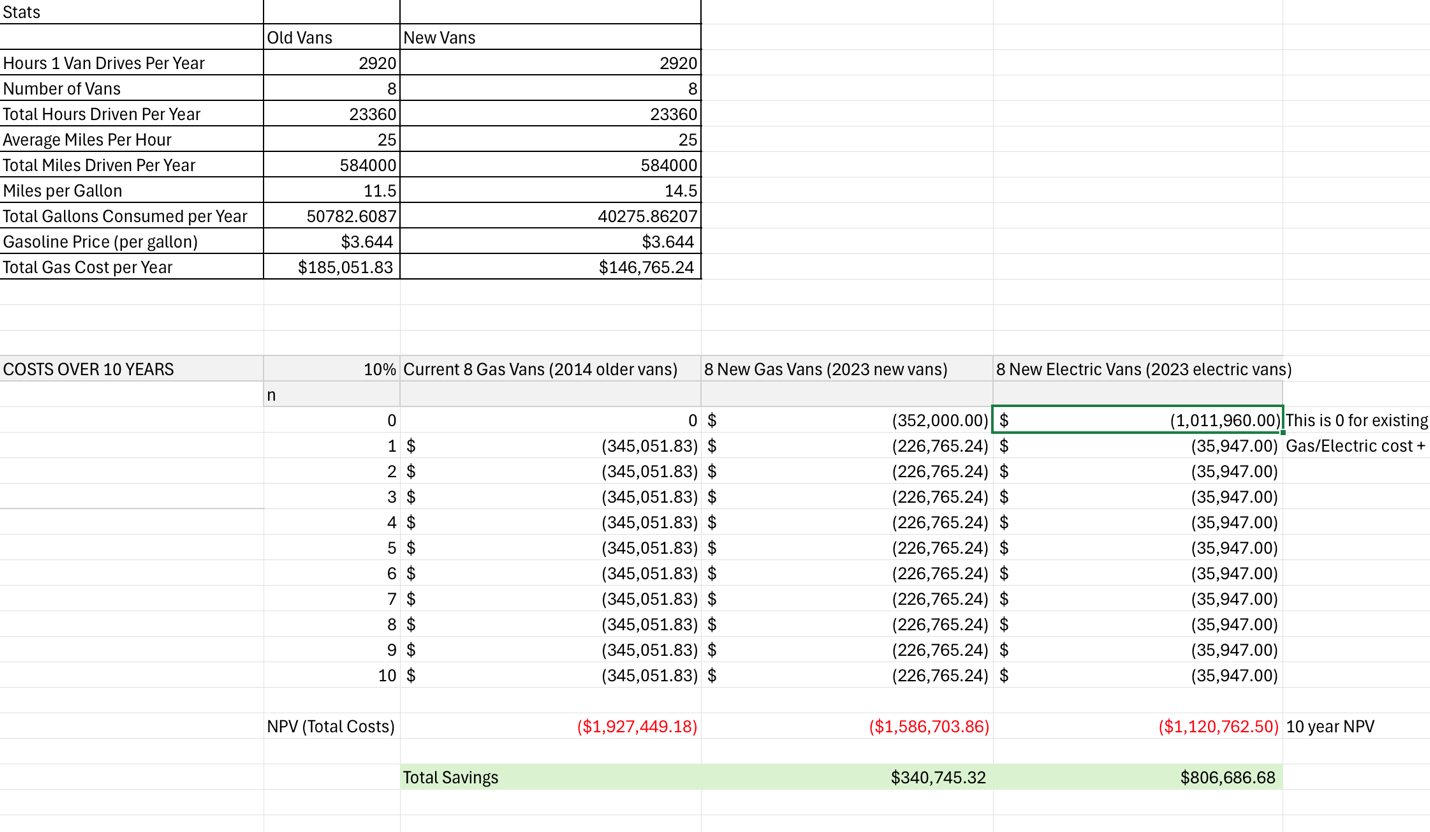 Stats
Old Vans New Vans
Hours 1 Van Drives Per Year 2920 2920
Number of Vans 8 8
Total Hours Driven Per Year 23360 23360
Average Miles Per Hour 25 25
Total Miles Driven Per Year 584000 584000
Miles per Gallon 11.5 14.5
Total Gallons Consumed per Year 50782.6087 40275.86207
Gasoline Price (per gallon) $3.644 $3.644
Total Gas Cost per Year $185,051.83 $146,765.24
COSTS OVER 10 YEARS 10% Current 8 Gas Vans (2014 older vans) 8 New Gas Vans (2023 new vans) 8 New Electric Vans (2023 electric vans)
n
0 0 $ (352,000.00) $ (1,011,960.00) This is 0 for existing
1 $ (345,051.83) $ (226,765.24) $ (35,947.00) Gas/Electric cost +
2 $ (345,051.83) $ (226,765.24) $ (35,947.00)
3 $ (345,051.83) $ (226,765.24) $ (35,947.00)
4 $ (345,051.83) $ (226,765.24) $ (35,947.00)
5 $ (345,051.83) $ (226,765.24) $ (35,947.00)
6 $ (345,051.83) $ (226,765.24) $ (35,947.00)
7 $ (345,051.83) $ (226,765.24) $ (35,947.00)
8 $ (345,051.83) $ (226,765.24) $ (35,947.00)
9 $ (345,051.83) $ (226,765.24) $ (35,947.00)
10 $ (345,051.83) $ (226,765.24) $ (35,947.00)
NPV (Total Costs) ($1,927,449.18) ($1,586,703.86) ($1,120,762.50) 10 year NPV
Total Savings $340,745.32 $806,686.68